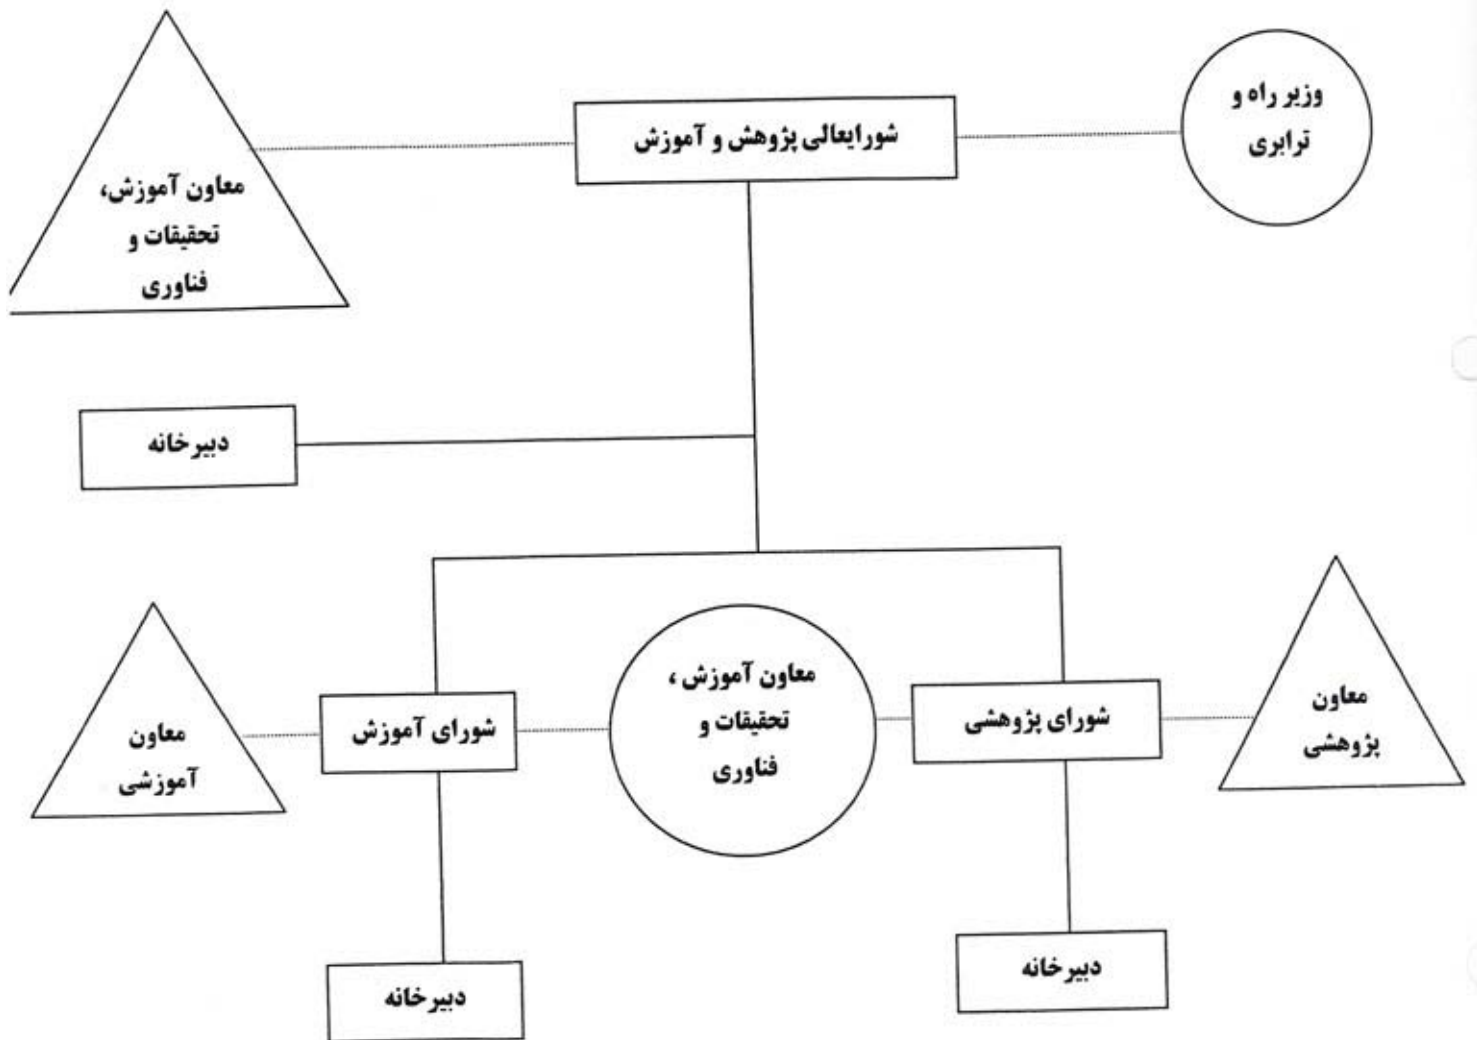 وزیر راه و
ترابری
شورایعالی پژوهش و آموزش
معاون آموزش،
تحقیقات و
فناوری
دبیرخانه
معاون
پژوهشی
شورای پژوهشی
معاون آموزش ،
تحقیقات و
فناوری
شورای آموزش
معاون
آموزشی
دبیرخانه
دبیرخانه